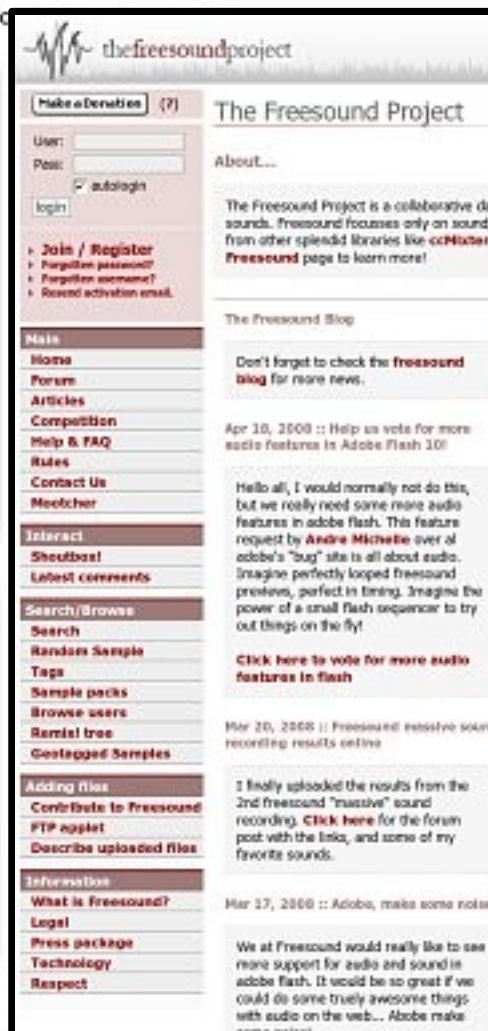 thefreesoundproject
Make a Donation (?)
User:
Pass:
autologin
login
Join / Register
Forgotten password?
Forgotten username?
Resend activation email.
Main
Home
Forum
Articles
Competition
Help & FAQ
Rules
Contact Us
Mootcher
Interact
Shoutbox!
Latest comments
Search/Browse
Search
Random Sample
Tags
Sample packs
Browse users
Remix! tree
Geotagged Samples
Adding files
Contribute to Freesound
FTP applet
Describe uploaded files
Information
What is Freesound?
Legal
Press package
Technology
Respect
The Freesound Project
About...
The Freesound Project is a collaborative da
sounds. Freesound focusses only on sound
from other splendid libraries like ccMixter
Freesound page to learn more!
The Freesound Blog
Don't forget to check the freesound
blog for more news.
Apr 18, 2008 :: Help us vote for more
audio features in Adobe Flash 10!
Hello all, I would normally not do this,
but we really need some more audio
features in adobe flash. This feature
request by Andre Michelle over at
adobe's "bug" site is all about audio.
Imagine perfectly looped freesound
previews, perfect in timing. Imagine the
power of a small flash sequencer to try
out things on the fly!
Click here to vote for more audio
features in flash
Mar 20, 2008 :: Freesound massive soun
recording results online
I finally uploaded the results from the
2nd freesound "massive" sound
recording. Click here for the forum
post with the links, and some of my
favorite sounds.
Mar 17, 2008 :: Adobe, make some noise
We at Freesound would really like to see
more support for audio and sound in
adobe flash. It would be so great if we
could do some truely awesome things
with audio on the web... Abobe make
some noise!